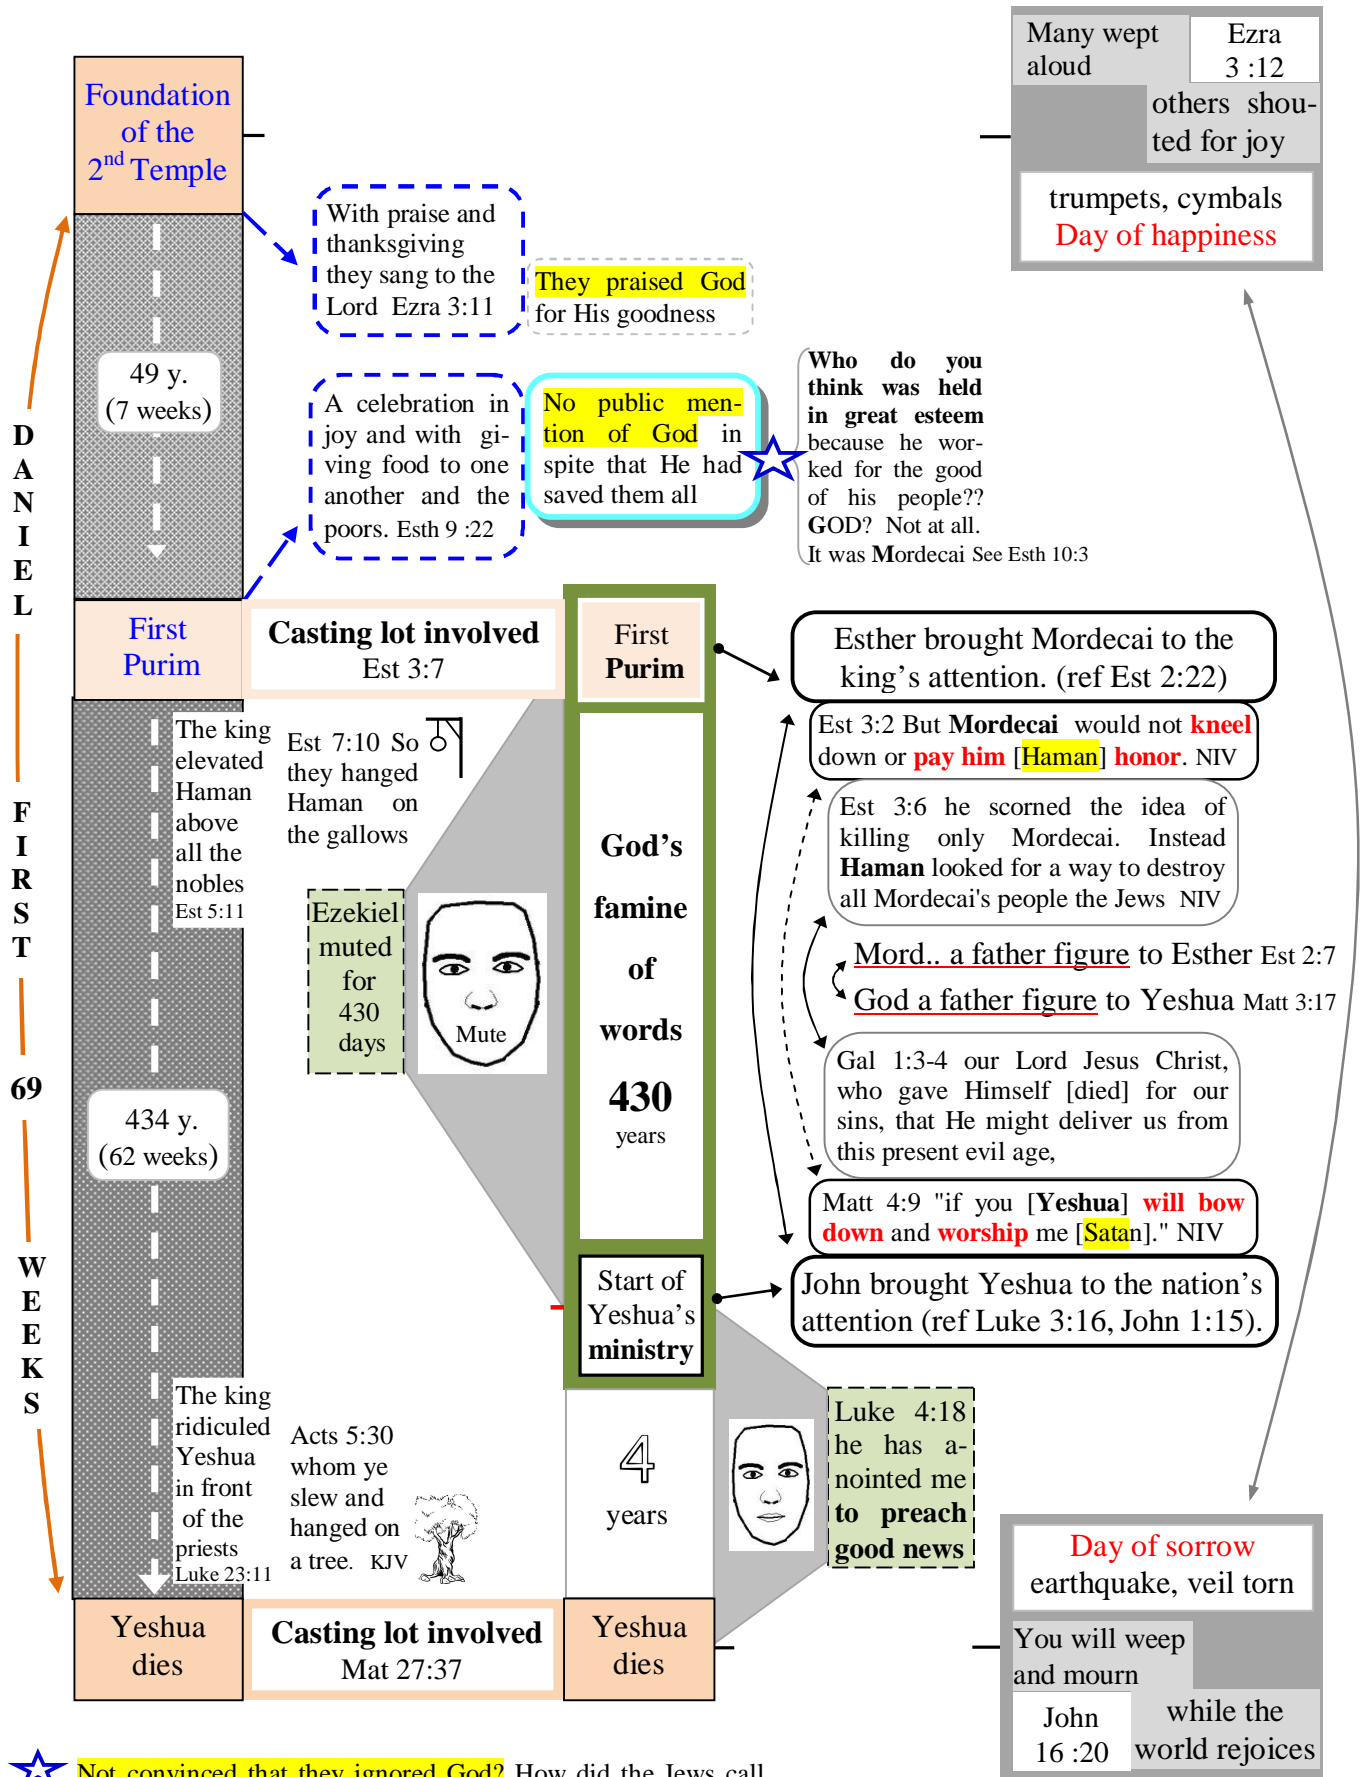 Many wept
aloud
Ezra
3 :12
others shou-
ted for joy
trumpets, cymbals
Day of happiness
Foundation
of the
2nd Temple
With praise and
thanksgiving
they sang to the
Lord Ezra 3:11
They praised God
for His goodness
49 y.
(7 weeks)
A celebration in
joy and with gi-
ving food to one
another and the
poors. Esth 9 :22
No public men-
tion of God in
spite that He had
saved them all
Who do you
think was held
in great esteem
because he wor-
ked for the good
of his people??
GOD? Not at all.
It was Mordecai See Esth 10:3
DANIEL FIRST 69 WEEKS
First
Purim
Casting lot involved
Est 3:7
First
Purim
Esther brought Mordecai to the
king's attention. (ref Est 2:22)
Est 3:2 But Mordecai would not kneel
down or pay him [Haman] honor. NIV
Est 3:6 he scorned the idea of
killing only Mordecai. Instead
Haman looked for a way to destroy
all Mordecai's people the Jews NIV
Mord.. a father figure to Esther Est 2:7
God a father figure to Yeshua Matt 3:17
Gal 1:3-4 our Lord Jesus Christ,
who gave Himself [died] for our
sins, that He might deliver us from
this present evil age,
Matt 4:9 "if you [Yeshua] will bow
down and worship me [Satan]." NIV
John brought Yeshua to the nation's
attention (ref Luke 3:16, John 1:15).
The king
elevated
Haman
above
all the
nobles
Est 5:11
Est 7:10 So
they hanged
Haman on
the gallows
Ezekiel
muted
for
430
days
Mute
God's
famine
of
words
430
years
434 y.
(62 weeks)
Start of
Yeshua's
ministry
The king
ridiculed
Yeshua
in front
of the
priests
Luke 23:11
Acts 5:30
whom ye
slew and
hanged on
a tree. KJV
4
years
Luke 4:18
he has a-
nointed me
to preach
good news
Yeshua
dies
Casting lot involved
Mat 27:37
Yeshua
dies
Day of sorrow
earthquake, veil torn
You will weep
and mourn
John
16 :20
while the
world rejoices
Not convinced that they ignored God? How did the Jews call